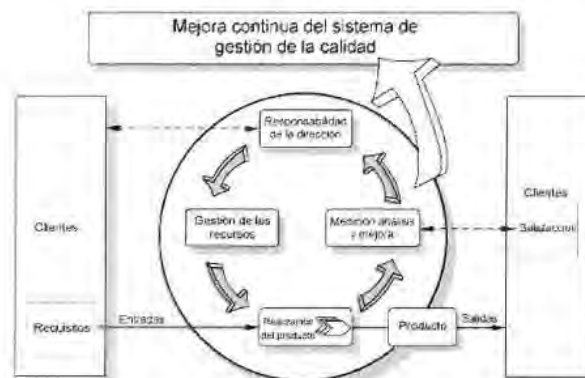 Mejora continua del sistema de
gestión de la calidad
Responsabilidad
de la dirección
Clientes
Gestión de los
recursos
Medición análisis
y mejora
Clientes
Satisfacción
Requisitos
Entradas
Realización
del producto
Producto
Salidas